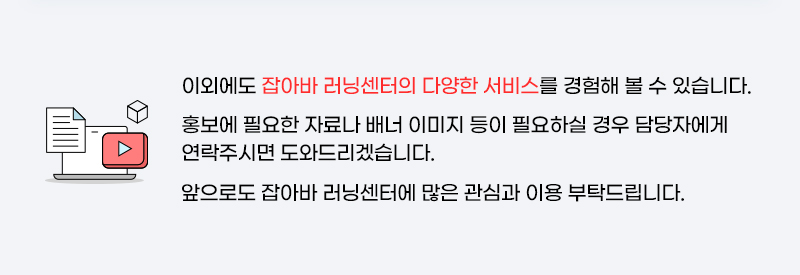 이외에도 잡아바 러닝센터의 다양한 서비스를 경험해 볼 수 있습니다.
홍보에 필요한 자료나 배너 이미지 등이 필요하실 경우 담당자에게
연락주시면 도와드리겠습니다.
앞으로도 잡아바 러닝센터에 많은 관심과 이용 부탁드립니다.